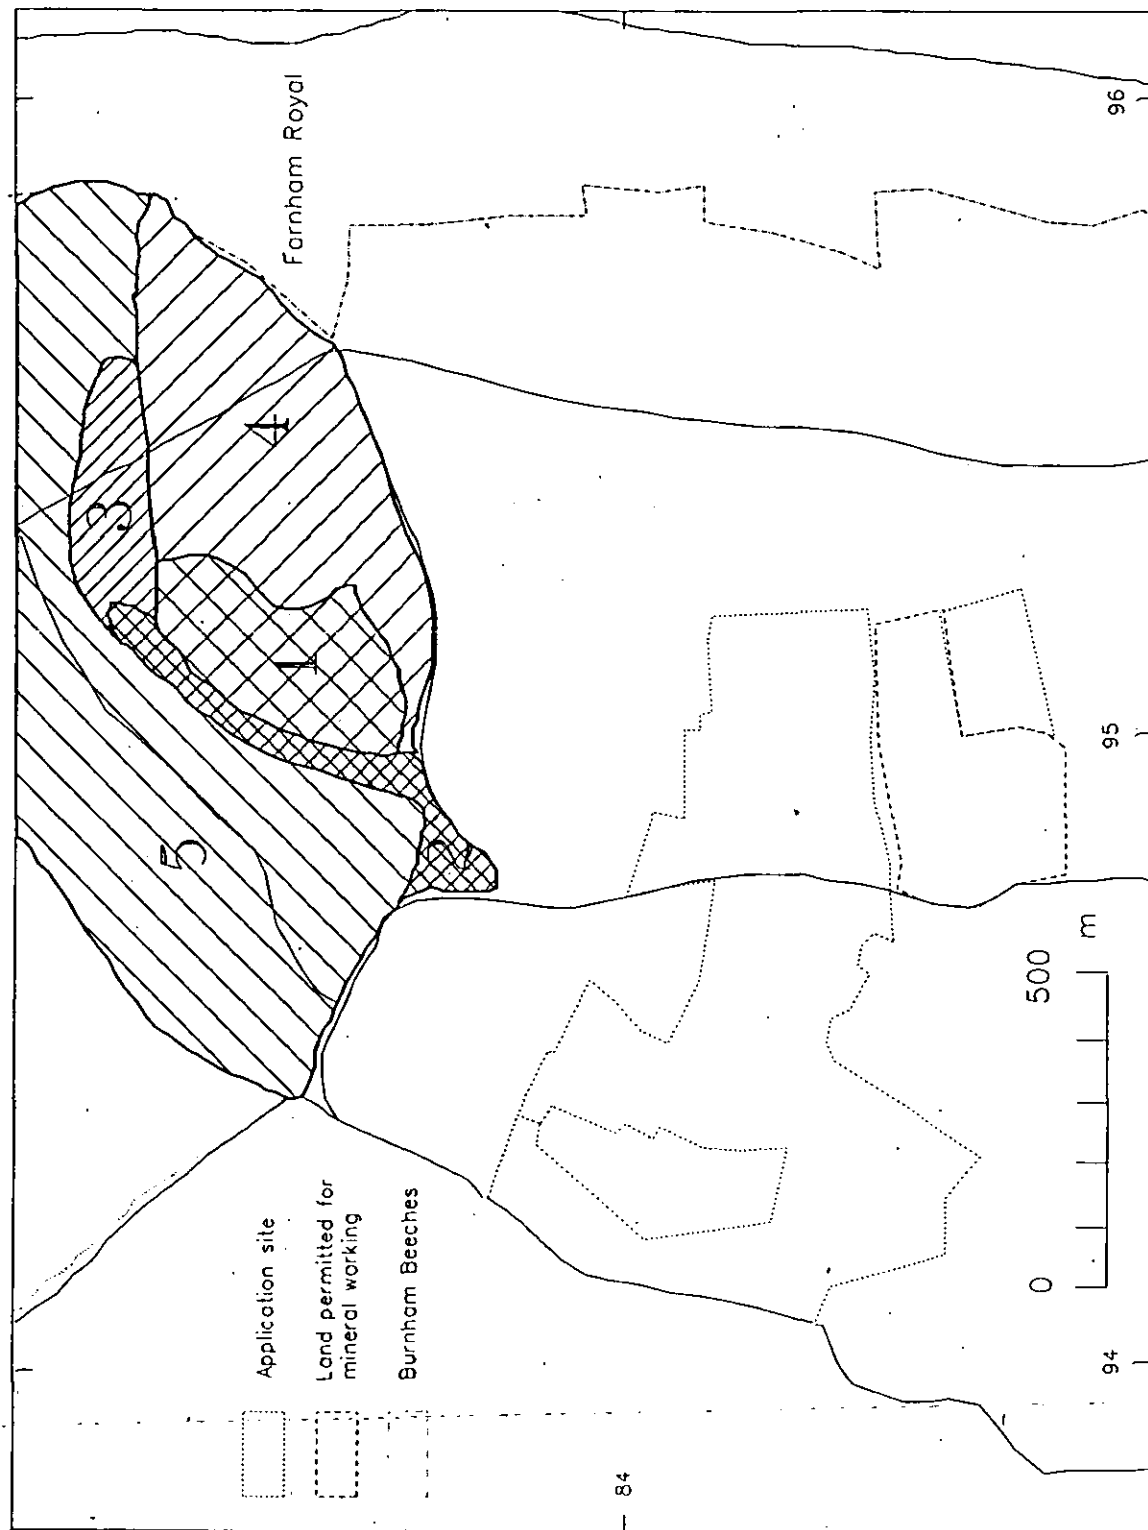 Farnham Royal
3
4
1
5
2
Application site
Land permitted for
mineral working
Burnham Beeches
0
500
m
94
95
96
84